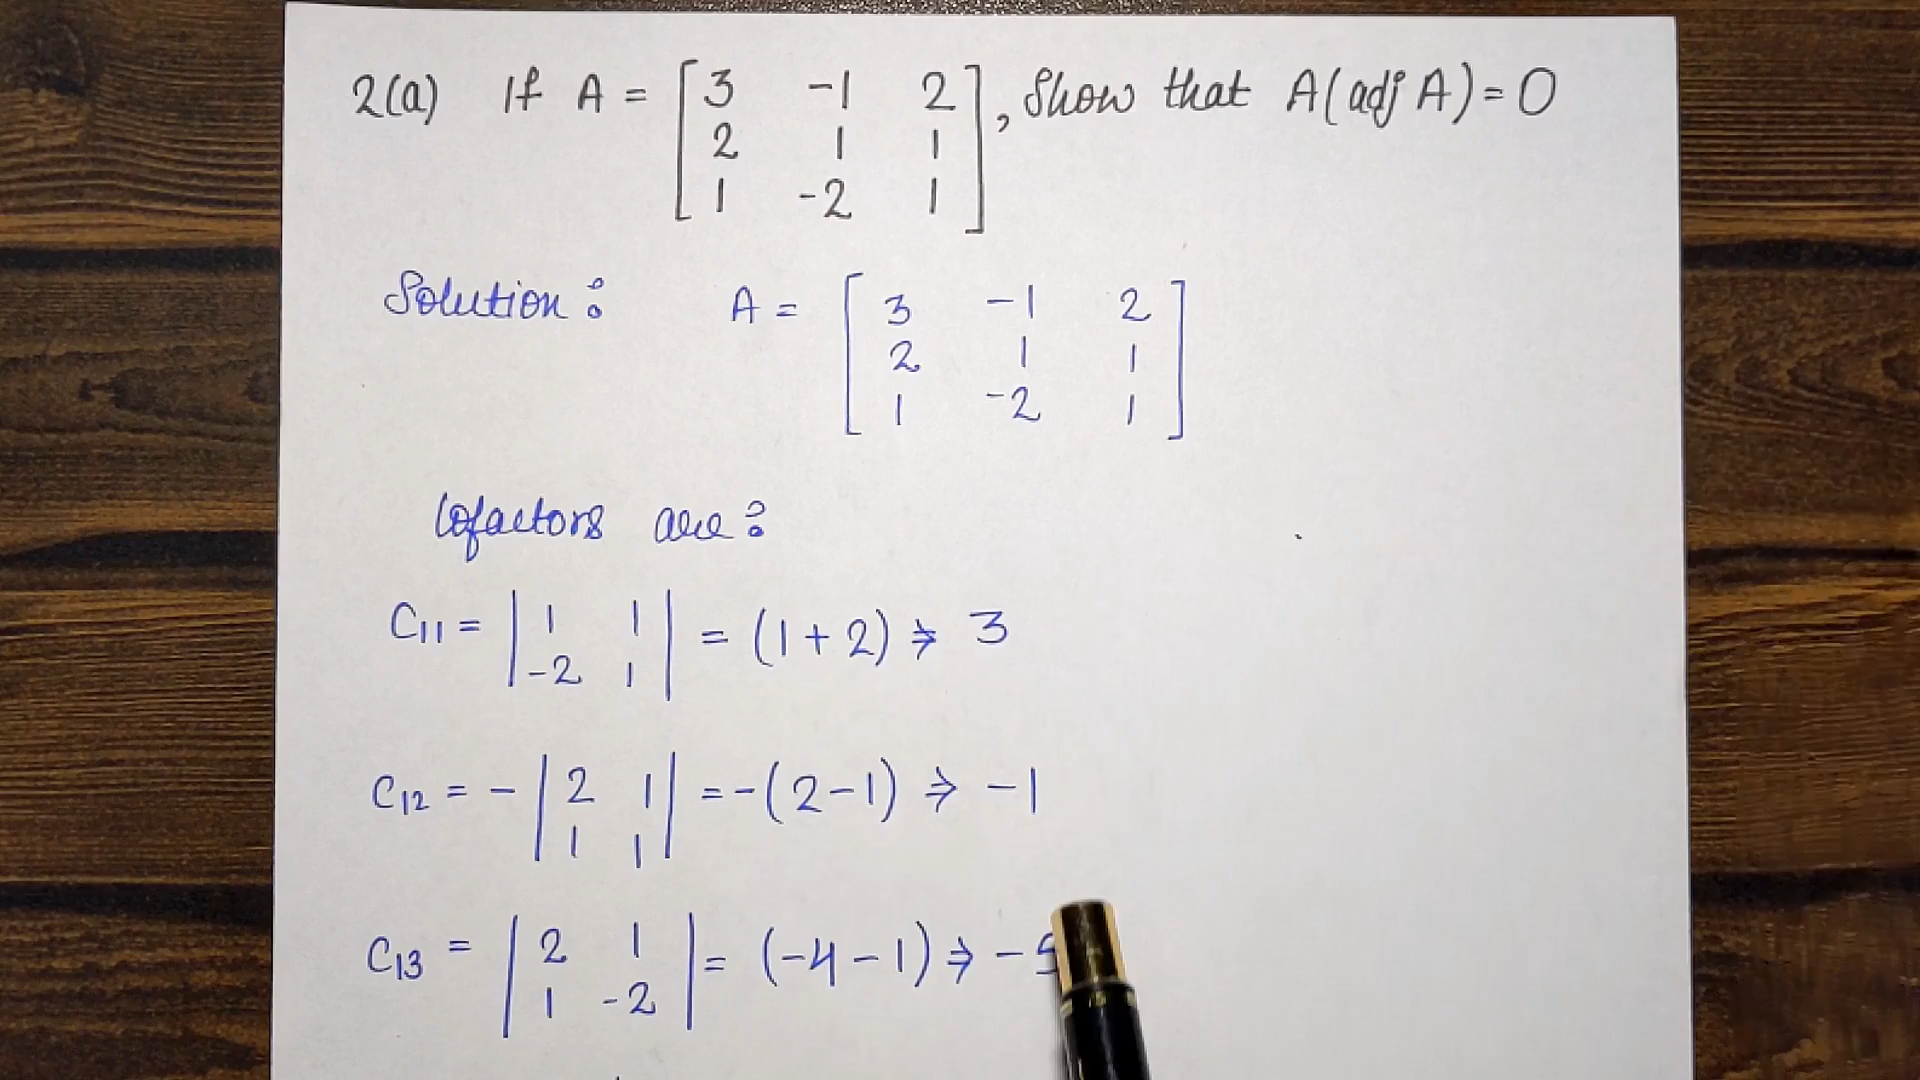 2(a) If A = [3 -1 2
2 1 1
1 -2 1], Show that A(adj A) = 0
Solution : A = [3 -1 2
2 1 1
1 -2 1]
Cofactors are :
C11 = |1 1
-2 1| = (1+2) ⇒ 3
C12 = - |2 1
1 1| = -(2-1) ⇒ -1
C13 = |2 1
1 -2| = (-4-1) ⇒ -5